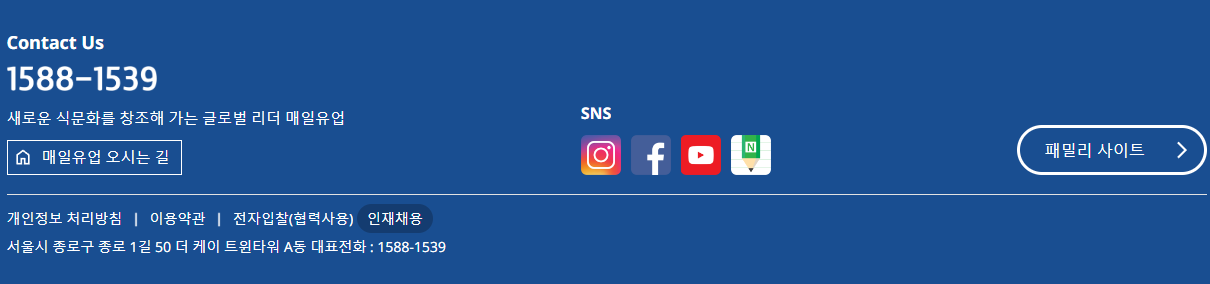 Contact Us
1588-1539
새로운 식문화를 창조해 가는 글로벌 리더 매일유업
매일유업 오시는 길
SNS
N
패밀리 사이트
개인정보 처리방침 | 이용약관 | 전자입찰(협력사용) 인재채용
서울시 종로구 종로 1길 50 더 케이 트윈타워 A동 대표전화 : 1588-1539